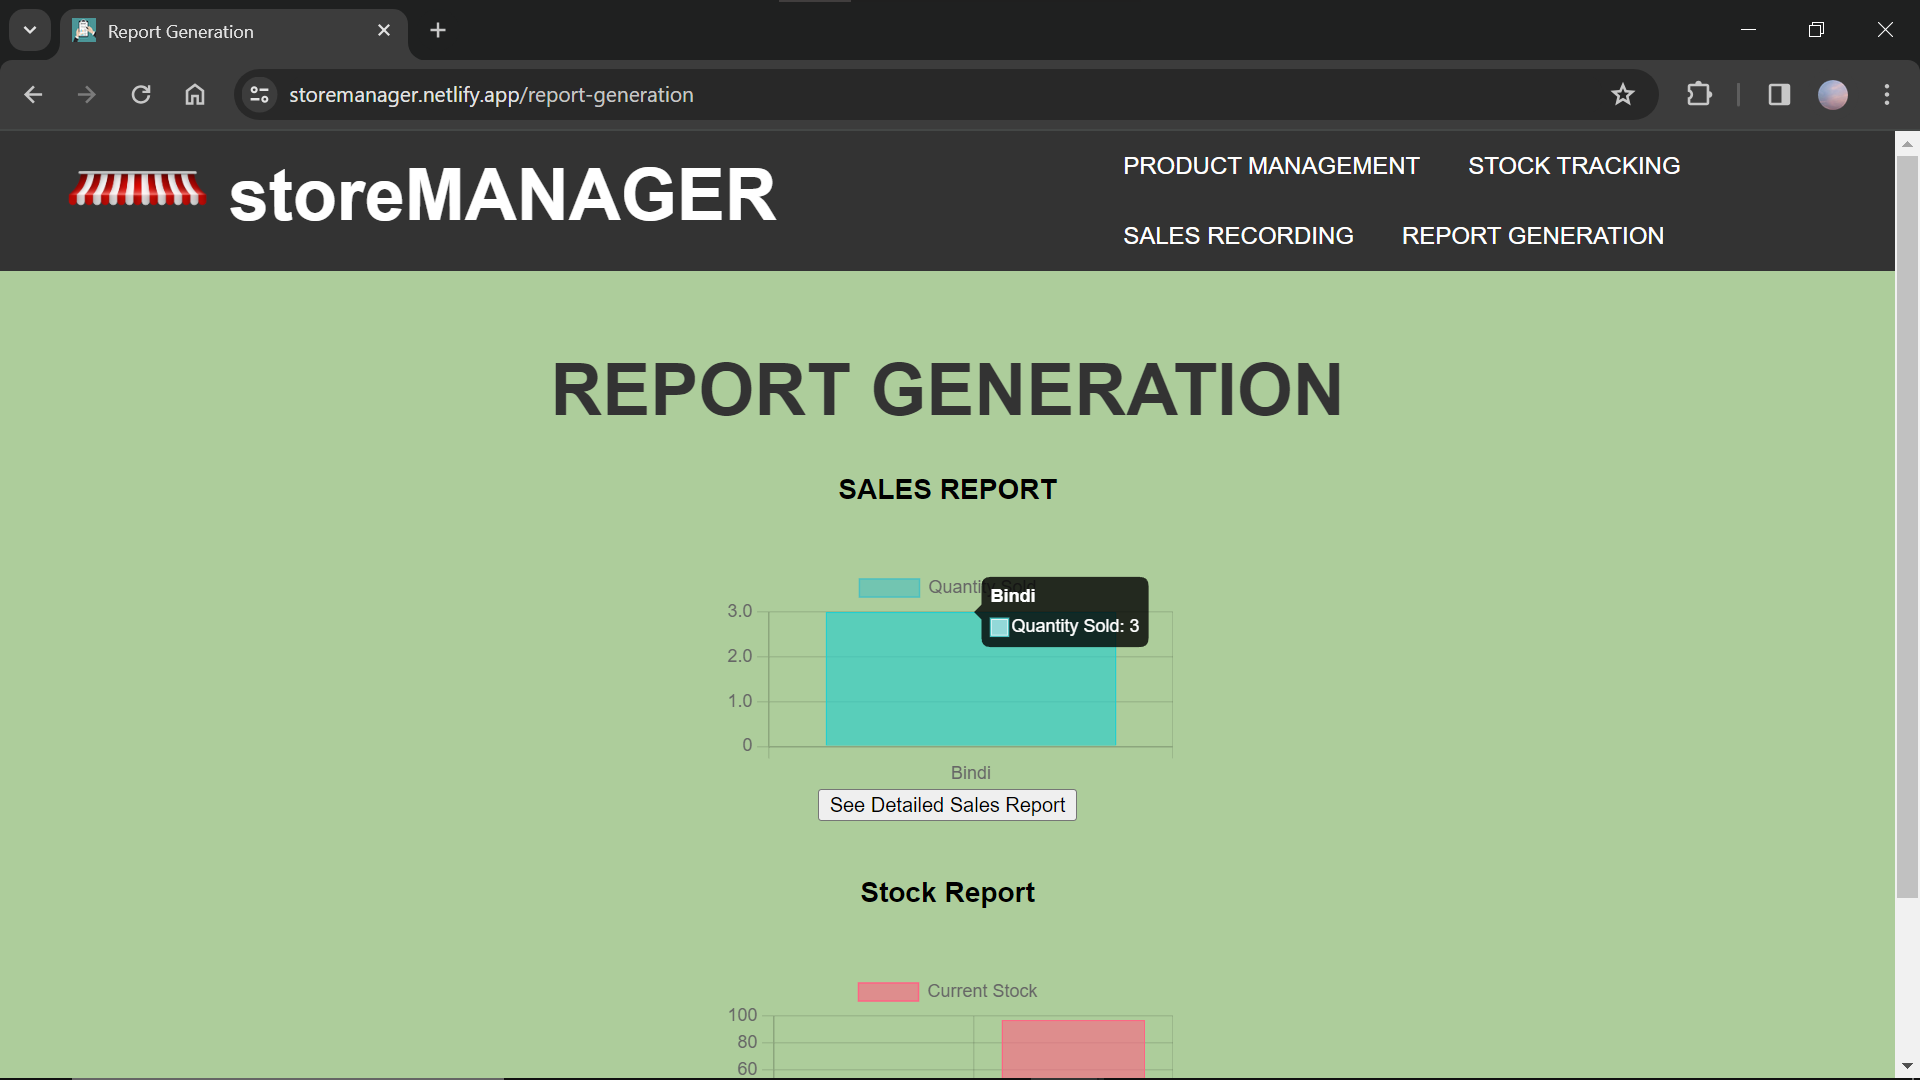 Report Generation
storemanager.netlify.app/report-generation
storeMANAGER
PRODUCT MANAGEMENT STOCK TRACKING
SALES RECORDING REPORT GENERATION
REPORT GENERATION
SALES REPORT
Quantity Sold
Bindi
Quantity Sold: 3
3.0
2.0
1.0
0
Bindi
See Detailed Sales Report
Stock Report
Current Stock
100
80
60